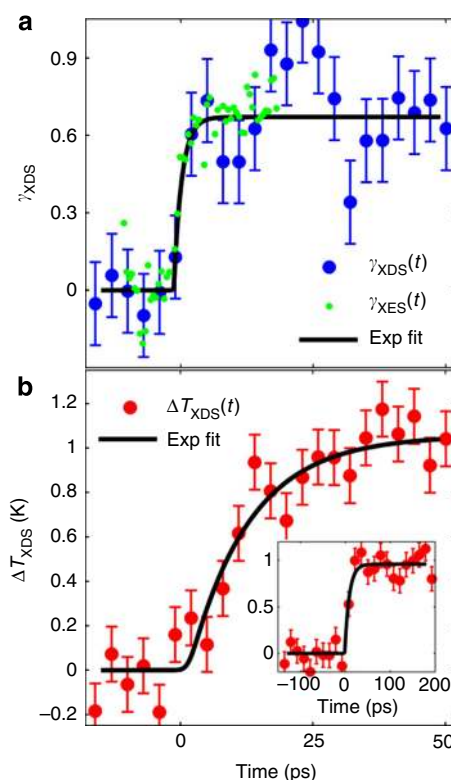 a
0.9
0.6
0.3
0
γXDS
γXDS(t)
γXES(t)
Exp fit
b
ΔTXDS(t)
Exp fit
1.2
1
0.8
0.6
0.4
0.2
0
−0.2
ΔTXDS (K)
1
0.5
0
−100 0 100 200
Time (ps)
0 25 50
Time (ps)